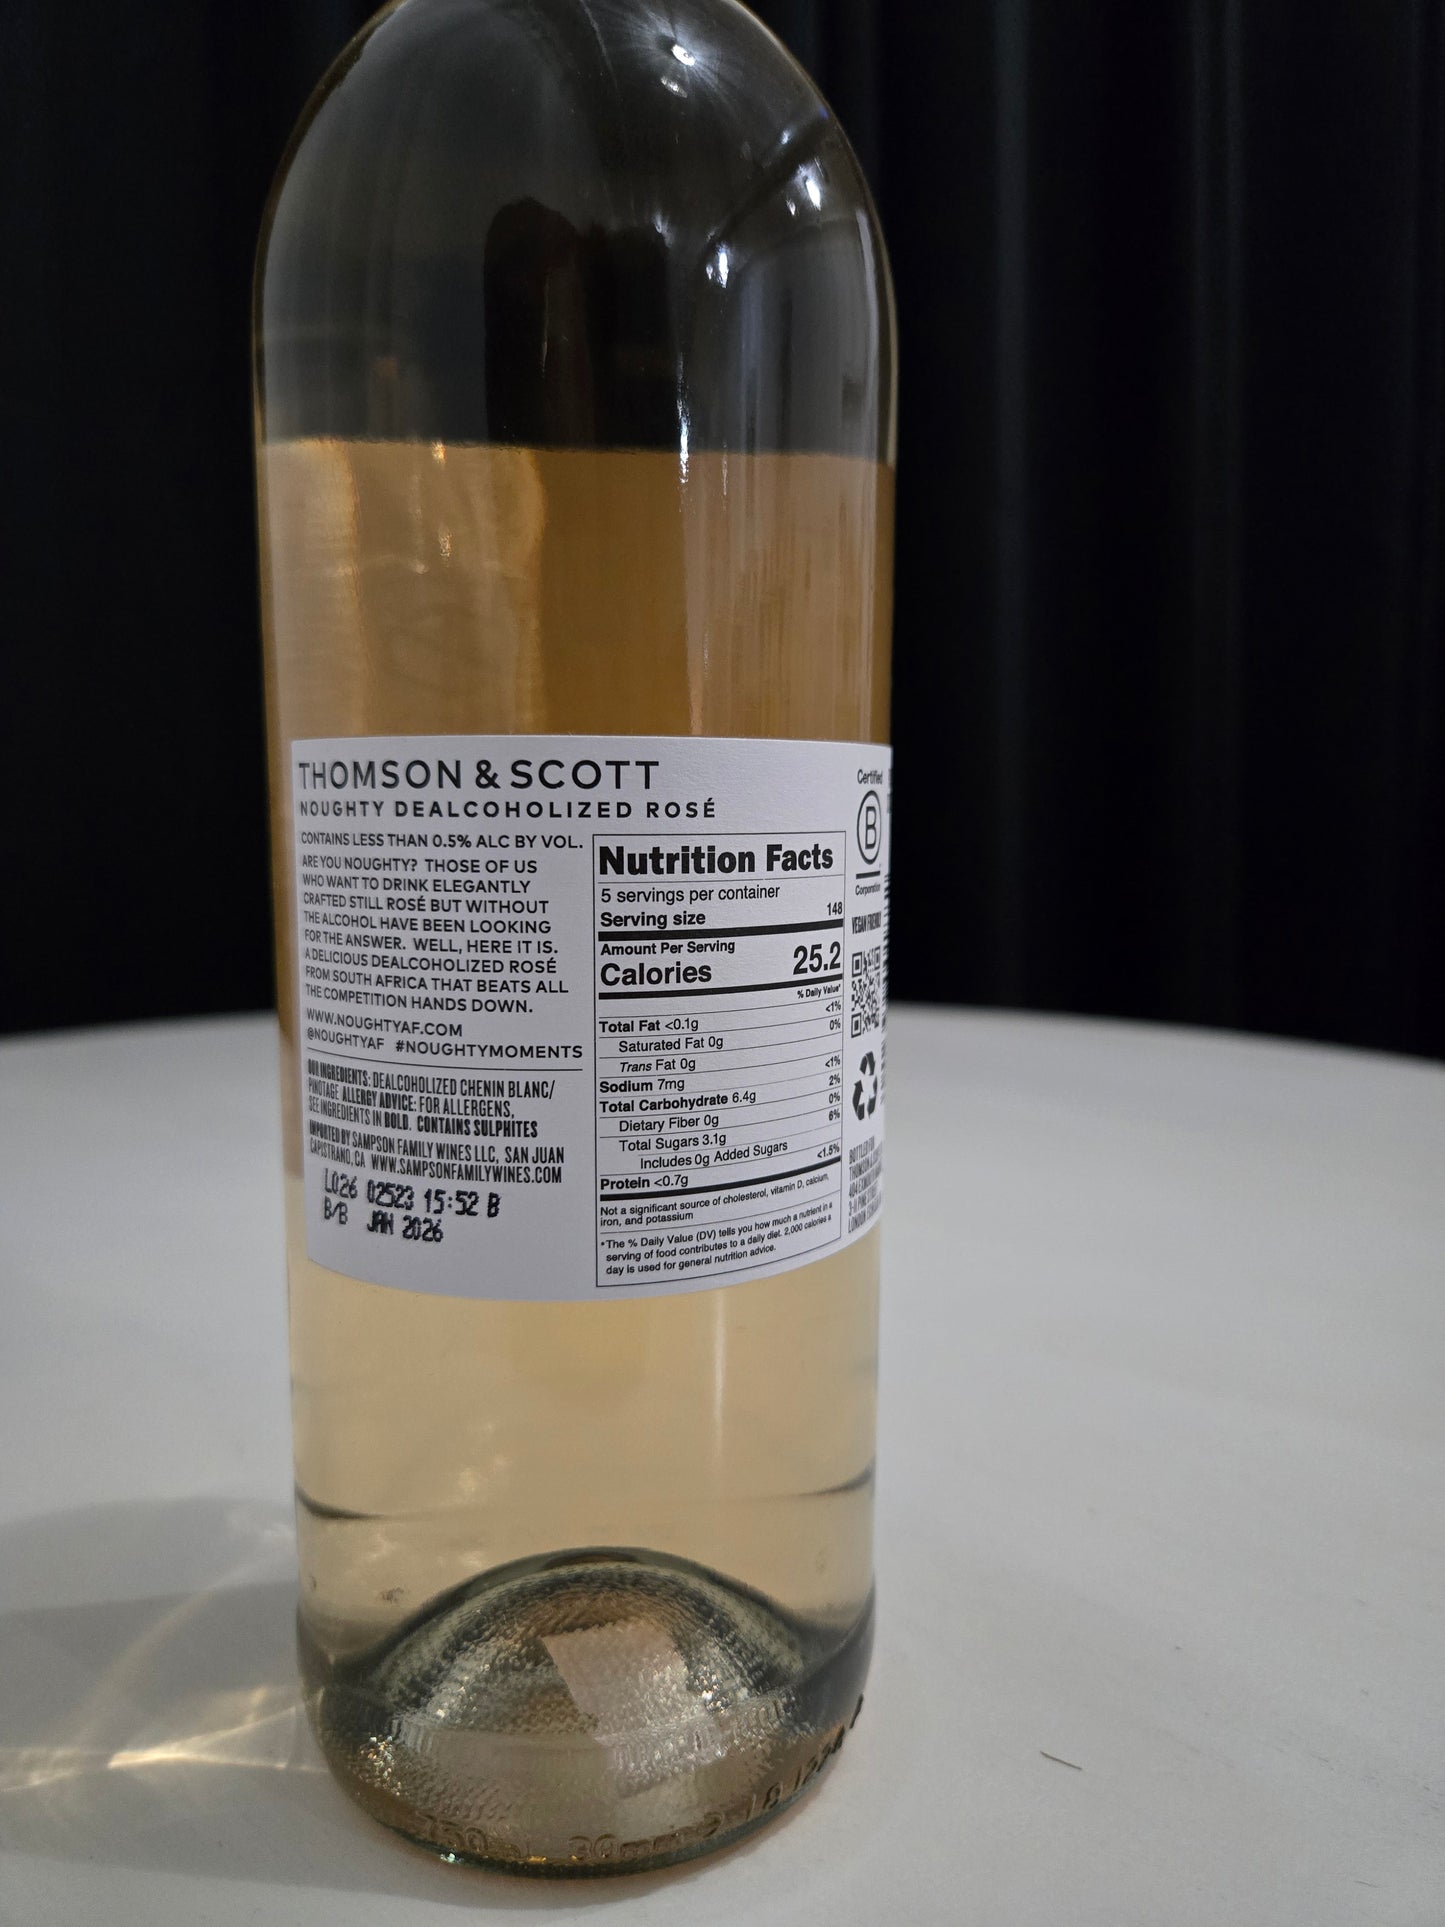 THOMSON & SCOTT
NOUGHTY DEALCOHOLIZED ROSÉ
CONTAINS LESS THAN 0.5% ALC BY VOL.
ARE YOU NOUGHTY? THOSE OF US
WHO WANT TO DRINK ELEGANTLY
CRAFTED STILL ROSÉ BUT WITHOUT
THE ALCOHOL HAVE BEEN LOOKING
FOR THE ANSWER. WELL, HERE IT IS.
A DELICIOUS DEALCOHOLIZED ROSÉ
FROM SOUTH AFRICA THAT BEATS ALL
THE COMPETITION HANDS DOWN.
WWW.NOUGHTYAF.COM
@NOUGHTYAF #NOUGHTYMOMENTS
OUR INGREDIENTS: DEALCOHOLIZED CHENIN BLANC/
PINOTAGE ALLERGY ADVICE: FOR ALLERGENS,
SEE INGREDIENTS IN BOLD. CONTAINS SULPHITES
IMPORTED BY SAMPSON FAMILY WINES LLC, SAN JUAN
CAPISTRANO, CA WWW.SAMPSONFAMILYWINES.COM
L026 02523 15:52 B
B/B JAN 2026
Nutrition Facts
5 servings per container
Serving size 148
Amount Per Serving
Calories 25.2
% Daily Value*
Total Fat <0.1g <1%
Saturated Fat 0g 0%
Trans Fat 0g
Sodium 7mg <1%
Total Carbohydrate 6.4g 2%
Dietary Fiber 0g 0%
Total Sugars 3.1g
Includes 0g Added Sugars 6%
Protein <0.7g <1.5%
Not a significant source of cholesterol, vitamin D, calcium,
iron, and potassium
*The % Daily Value (DV) tells you how much a nutrient in a
serving of food contributes to a daily diet. 2,000 calories a
day is used for general nutrition advice.
Certified
B
Corporation
VEGAN FRIENDLY
BOTTLED FOR
THOMSON &
LONDON
750ml 30mm